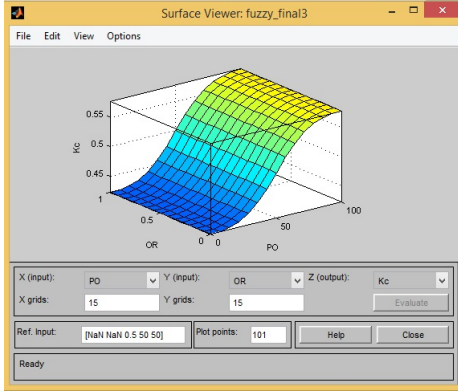 Surface Viewer: fuzzy_final3
File Edit View Options
0.55
0.5
0.45
Kc
1
0.5
0
OR
0
50
100
PO
X (input): PO Y (input): OR Z (output): Kc
X grids: 15 Y grids: 15 Evaluate
Ref. Input: [NaN NaN 0.5 50 50] Plot points: 101 Help Close
Ready